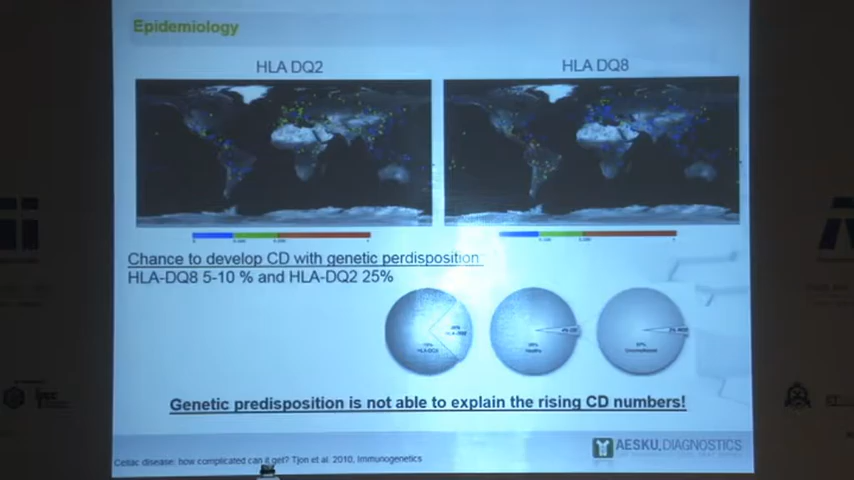 Epidemiology
HLA DQ2
HLA DQ8
Chance to develop CD with genetic perdisposition
HLA-DQ8 5-10 % and HLA-DQ2 25%
Genetic predisposition is not able to explain the rising CD numbers!
AESKU.DIAGNOSTICS
Celiac disease: how complicated can it get? Tjon et al. 2010, Immunogenetics